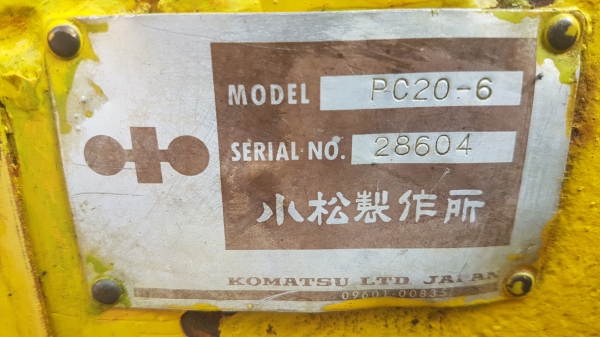 MODEL PC20-6
SERIAL NO. 28604
小松製作所
KOMATSU LTD. JAPAN
09601-00835